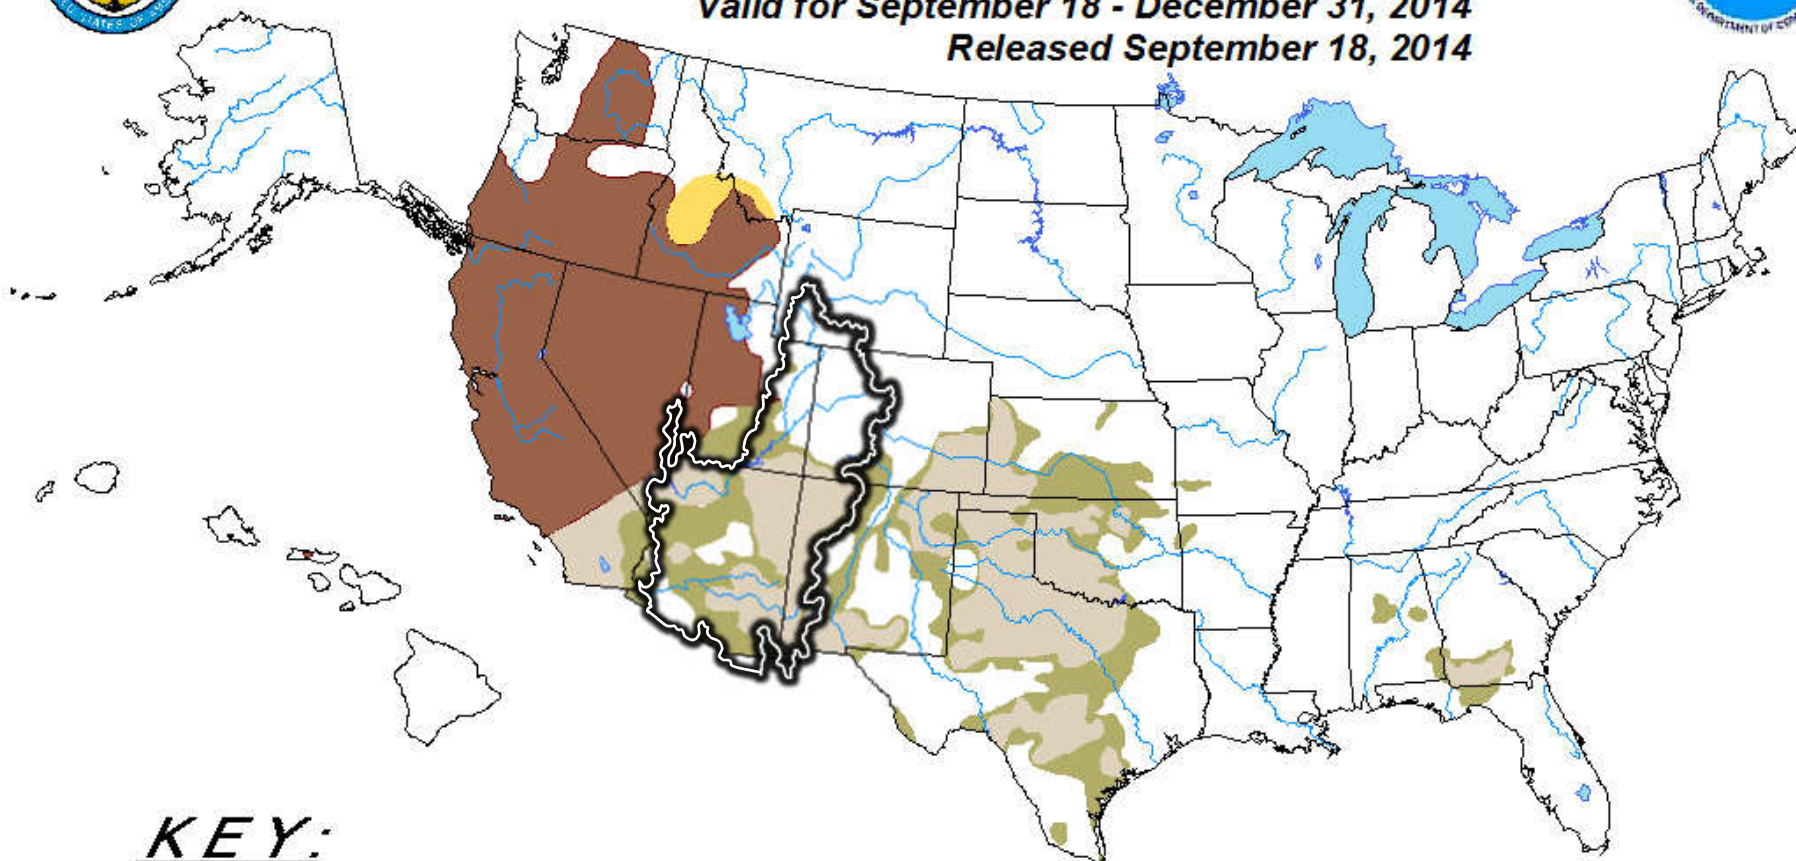 Valid for September 18 - December 31, 2014
Released September 18, 2014
KEY: